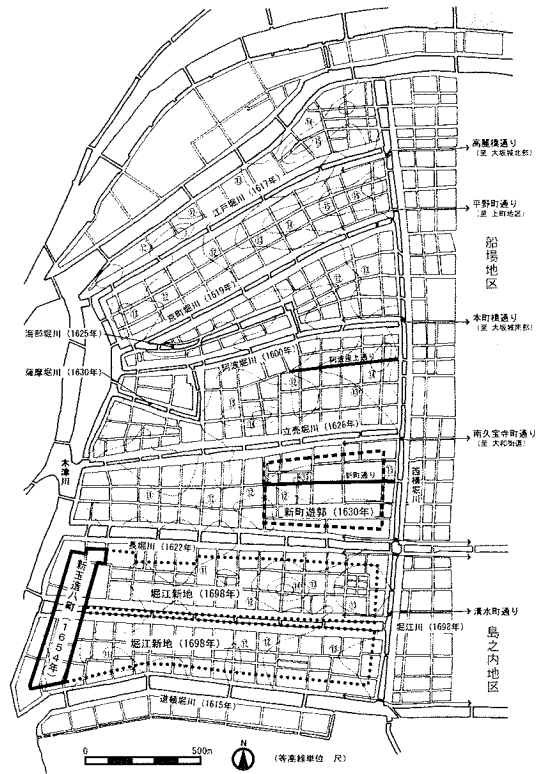 高麗橋通り
(至 大坂城北部)
江戸堀川 (1617年)
平野町通り
(至 上町地区)
船場地区
京町堀川 (1619年)
海部堀川 (1625年)
本町橋通り
(至 大坂城南部)
阿波堀川 (1600年)
阿波座上通り
薩摩堀川 (1630年)
立売堀川 (1626年)
南久宝寺町通り
(至 大和街道)
木津川
西横堀川
新町通り
新町遊郭 (1630年)
長堀川 (1622年)
新玉造八町 (1654年)
堀江新地 (1698年)
清水町通り
堀江川 (1698年)
堀江新地 (1698年)
島之内地区
道頓堀川 (1615年)
0 500m
N
(等高線単位 尺)